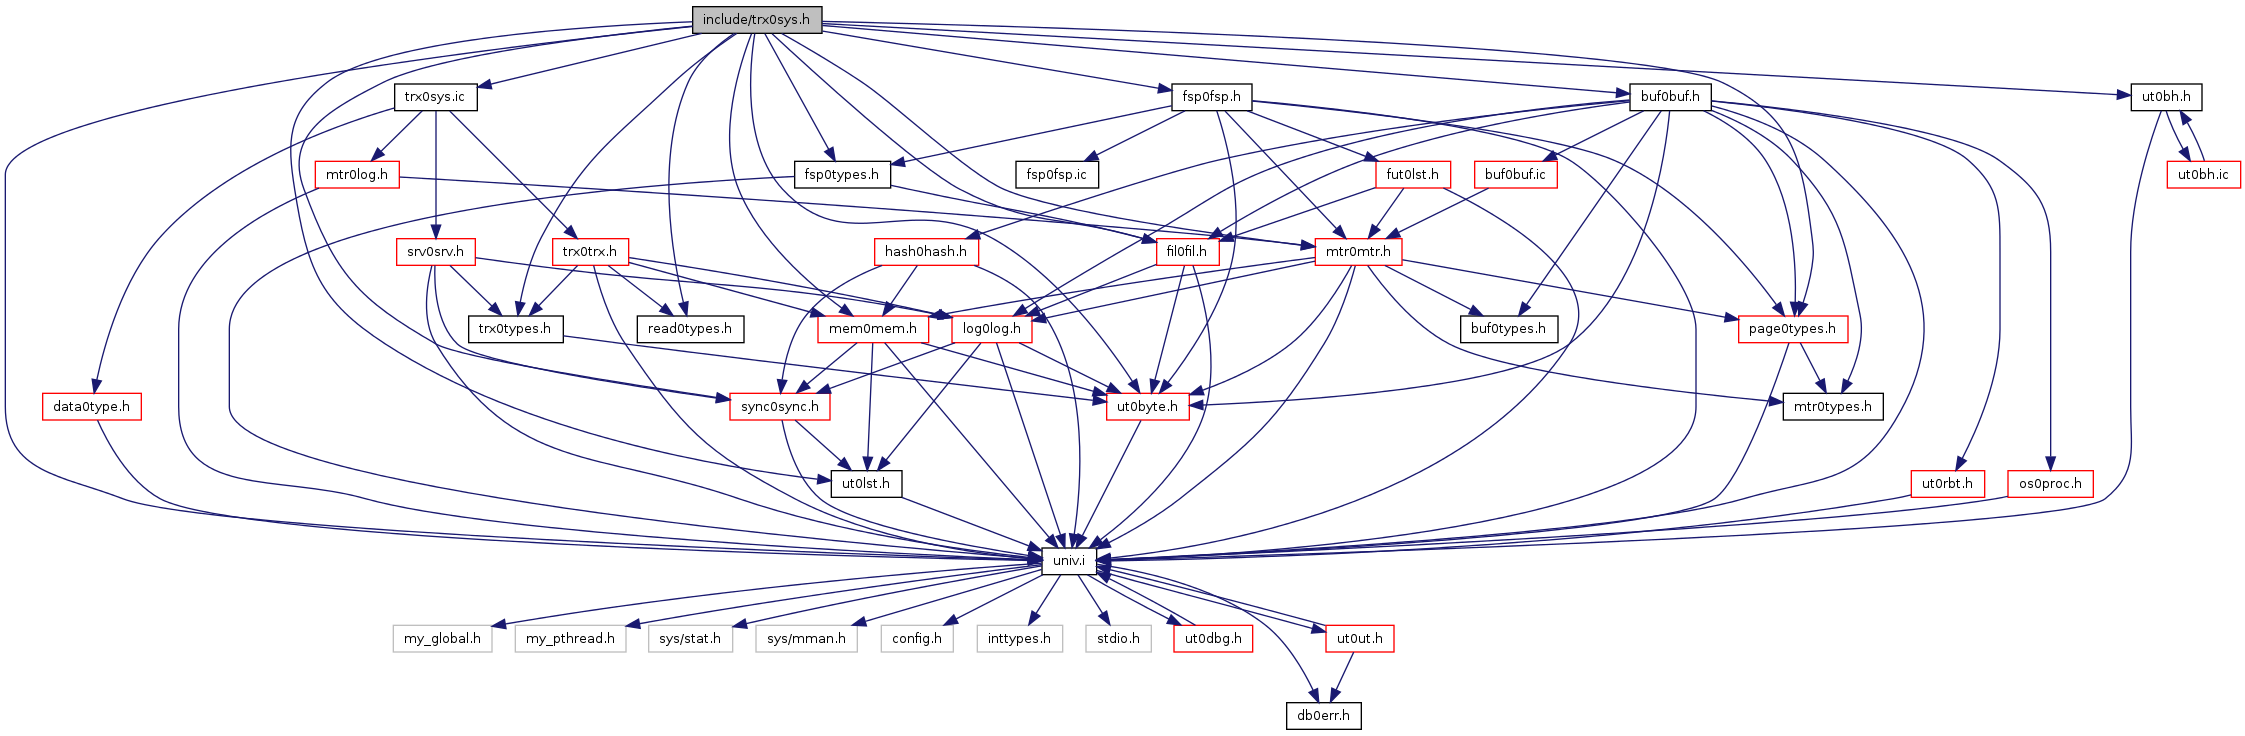 include/trx0sys.h
trx0sys.ic
fsp0fsp.h
buf0buf.h
ut0bh.h
mtr0log.h
fsp0types.h
fsp0fsp.ic
fut0lst.h
buf0buf.ic
ut0bh.ic
srv0srv.h
trx0trx.h
hash0hash.h
fil0fil.h
mtr0mtr.h
trx0types.h
read0types.h
mem0mem.h
log0log.h
buf0types.h
page0types.h
data0type.h
sync0sync.h
ut0byte.h
mtr0types.h
ut0lst.h
ut0rbt.h
os0proc.h
univ.i
my_global.h
my_pthread.h
sys/stat.h
sys/mman.h
config.h
inttypes.h
stdio.h
ut0dbg.h
ut0ut.h
db0err.h